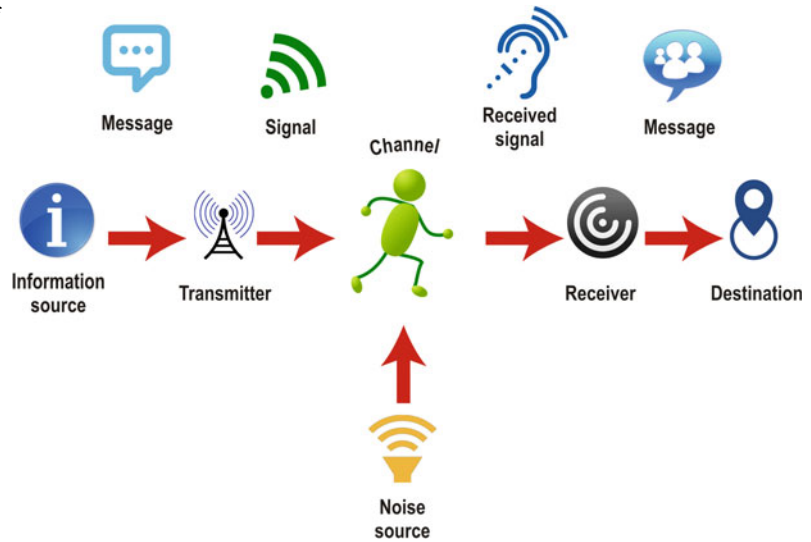 Message
Signal
Received
signal
Message
Channel
Information
source
Transmitter
Receiver
Destination
Noise
source